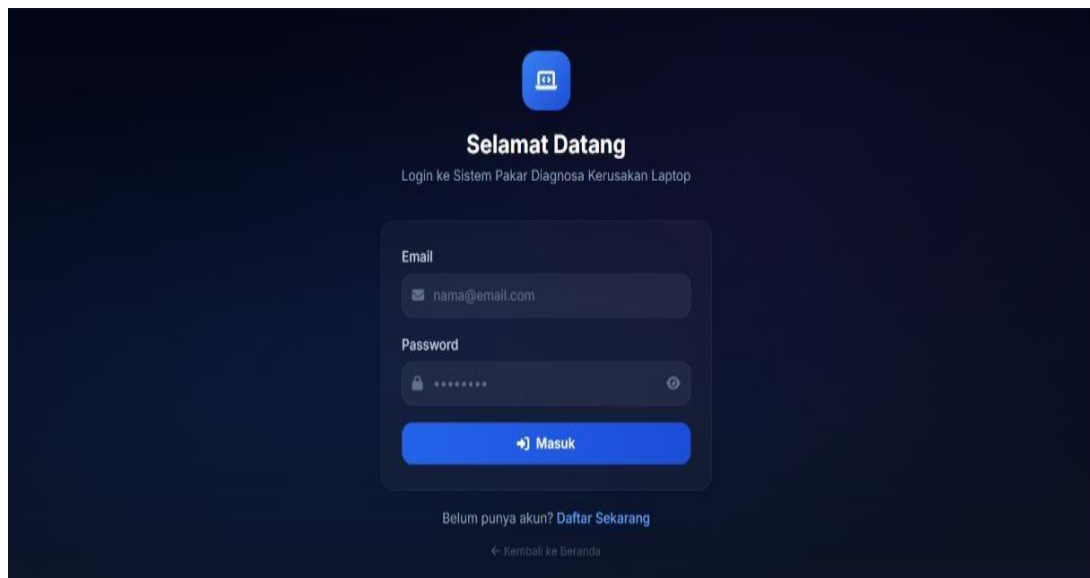 Selamat Datang
Login ke Sistem Pakar Diagnosa Kerusakan Laptop
Email
nama@email.com
Password
Masuk
Belum punya akun? Daftar Sekarang
← Kembali ke Beranda